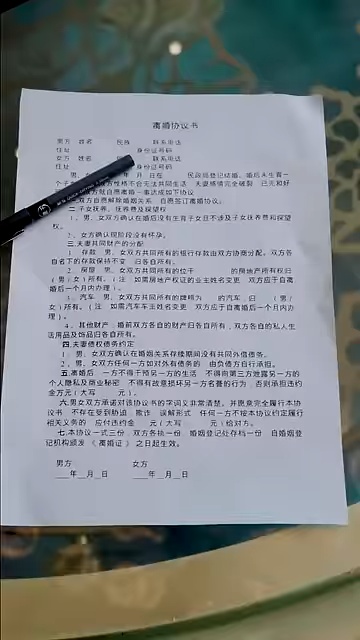 离婚协议书
男方 姓名 民族 联系电话
住址 身份证号码
女方 姓名 联系电话
住址 身份证号码
男、女 年 月 日在 民政局登记结婚，婚后未生育一
个子 方性格不合无法共同生活 夫妻感情完全破裂 已无和好
方就自愿离婚一事达成如下协议
双方自愿解除婚姻关系 自愿签订离婚协议。
二.子女抚养、抚养费及探望权
1、男、女双方确认在婚后没有生育子女且不涉及子女抚养费和探望
权。
2、女方确认现阶段没有怀孕。
三.夫妻共同财产的分配
1 存款 男、女双方共同所有的银行存款由双方协商分配，双方各
自名下的存款保持不变 归各自所有。
2、房屋 男、女双方共同所有的位于 的房地产所有权归
（男）（女）所有。（注 如需房地产权证的业主姓名变更 双方应于自离
婚后一个月内办理）。
3、汽车 男、女双方共同所有的牌照为 的汽车 归 （男）（
女）所有。（注 如需汽车车主姓名变更 双方应于自离婚后一个月内办
理）。
4、其他财产 婚前双方各自的财产归各自所有，双方各自的私人生
活用品及饰品归各自所有。
四.夫妻债权债务约定
1、男、女双方确认在婚姻关系存续期间没有共同外借债务。
2、男、女双方任何一方如对外有债务的 由负债方自行承担。
五.离婚后 一方不得干预另一方的生活 不得向第三方泄露另一方的
个人隐私及商业秘密 不得有故意损坏另一方名誉的行为 否则承担违约
金万元（大写 元）。
六.男女双方承诺对该协议书的字词义非常清楚，并愿意完全履行本协
议书 不存在受到胁迫、欺诈、误解形式 任何一方不按本协议约定履行
相关义务的 应付违约金 元（大写 元）给对方。
七.本协议一式三份，双方各执一份 婚姻登记处存档一份 自婚姻登
记机构颁发《离婚证》之日起生效。
男方 女方
年 月 日 年 月 日